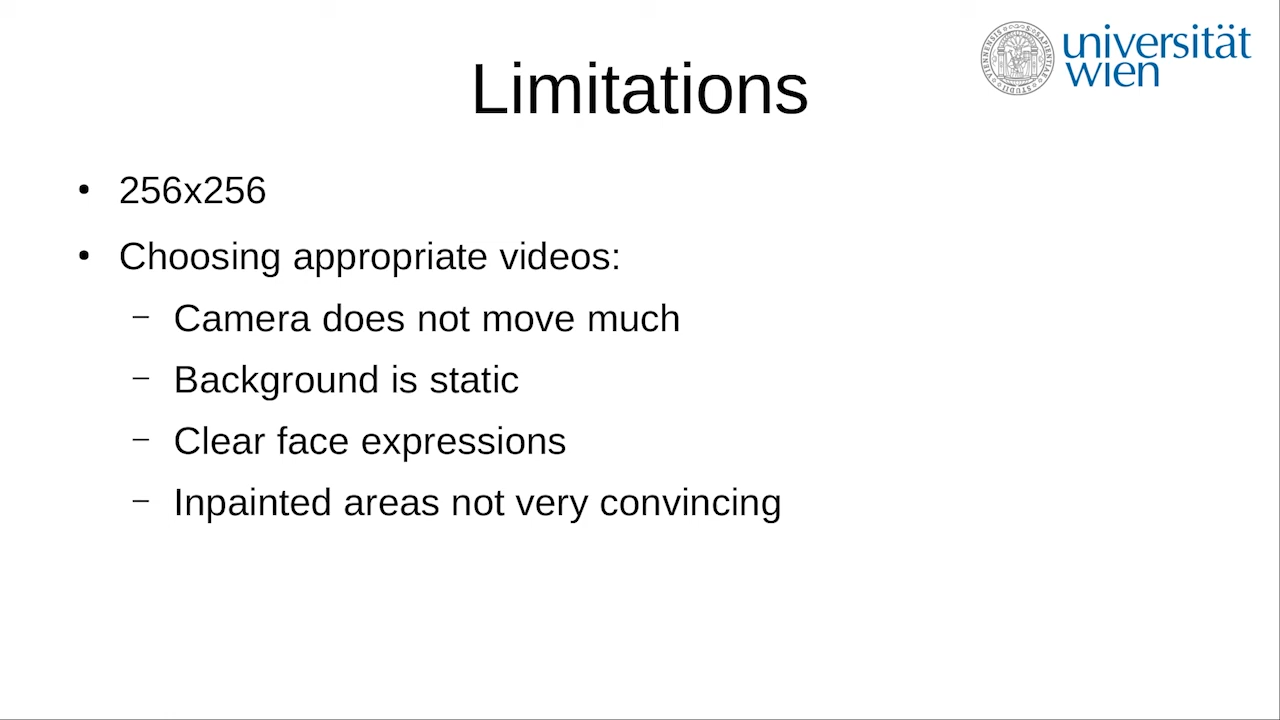 universität
wien
Limitations
• 256x256
• Choosing appropriate videos:
– Camera does not move much
– Background is static
– Clear face expressions
– Inpainted areas not very convincing